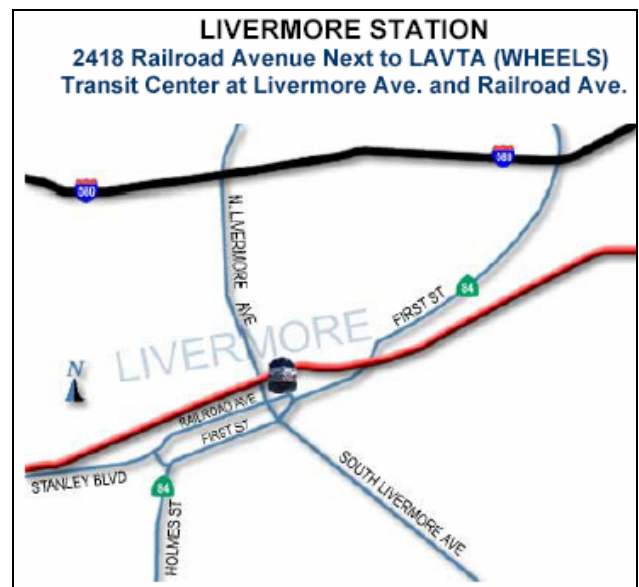 LIVERMORE STATION
2418 Railroad Avenue Next to LAVTA (WHEELS)
Transit Center at Livermore Ave. and Railroad Ave.
580
580
N. LIVERMORE AVE
84
FIRST ST
LIVERMORE
N
RAILROAD AVE
FIRST ST
STANLEY BLVD
84
HOLMES ST
SOUTH LIVERMORE AVE